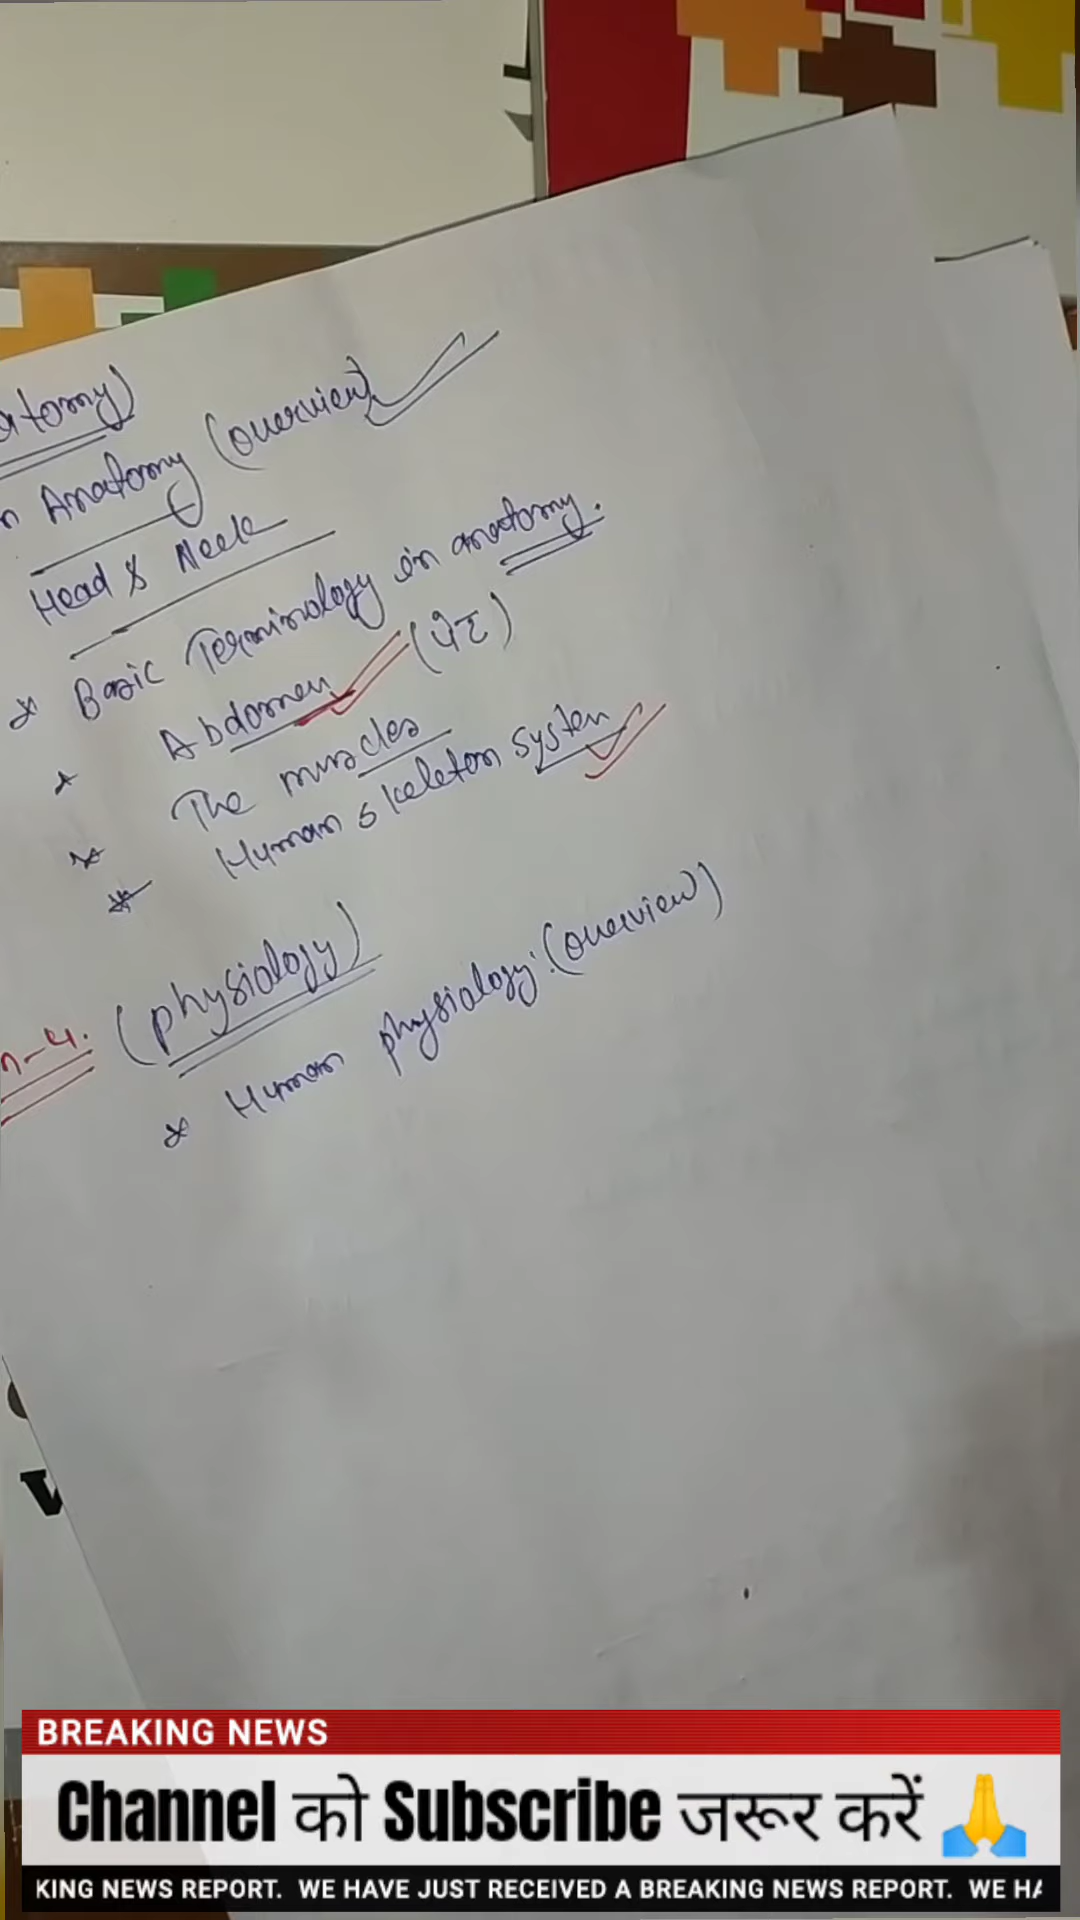 (Anatomy)
Anatomy (overview)
Head & Neck
* Basic Terminology in anatomy.
* Abdomen (पेट)
* The muscles
* Human skeleton system
n-4. (physiology)
* Human physiology: (overview)
BREAKING NEWS
Channel को Subscribe जरूर करें 🙏
KING NEWS REPORT. WE HAVE JUST RECEIVED A BREAKING NEWS REPORT. WE HA